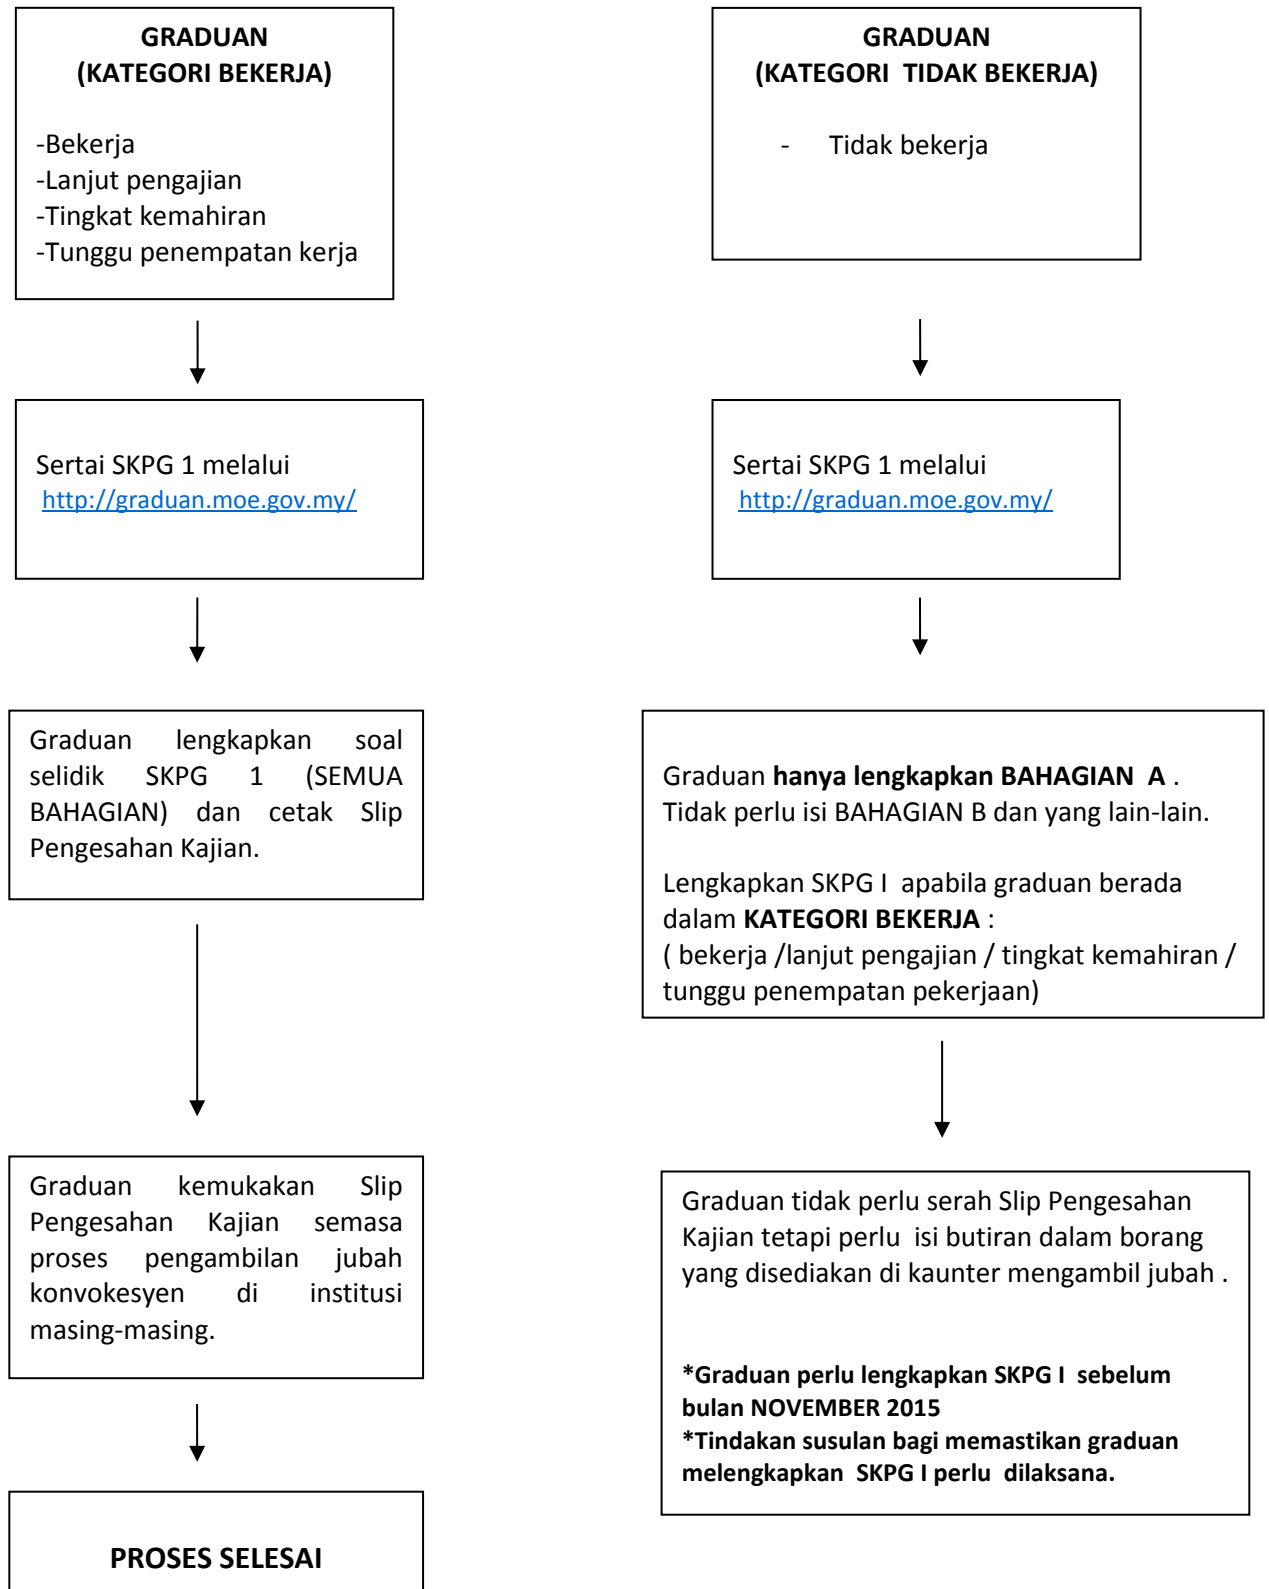 GRADUAN
(KATEGORI BEKERJA)
-Bekerja
-Lanjut pengajian
-Tingkat kemahiran
-Tunggu penempatan kerja
Sertai SKPG 1 melalui
http://graduan.moe.gov.my/
Graduan lengkapkan soal
selidik SKPG 1 (SEMUA
BAHAGIAN) dan cetak Slip
Pengesahan Kajian.
Graduan kemukakan Slip
Pengesahan Kajian semasa
proses pengambilan jubah
konvokesyen di institusi
masing-masing.
PROSES SELESAI
GRADUAN
(KATEGORI TIDAK BEKERJA)
- Tidak bekerja
Sertai SKPG 1 melalui
http://graduan.moe.gov.my/
Graduan hanya lengkapkan BAHAGIAN A .
Tidak perlu isi BAHAGIAN B dan yang lain-lain.
Lengkapkan SKPG I apabila graduan berada
dalam KATEGORI BEKERJA :
( bekerja /lanjut pengajian / tingkat kemahiran /
tunggu penempatan pekerjaan)
Graduan tidak perlu serah Slip Pengesahan
Kajian tetapi perlu isi butiran dalam borang
yang disediakan di kaunter mengambil jubah .
*Graduan perlu lengkapkan SKPG I sebelum
bulan NOVEMBER 2015
*Tindakan susulan bagi memastikan graduan
melengkapkan SKPG I perlu dilaksana.